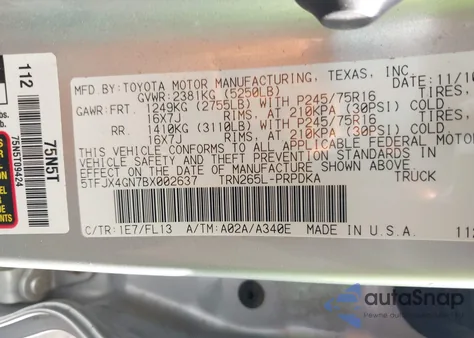 MFD.BY:TOYOTA MOTOR MANUFACTURING, TEXAS, INC. 11/10
GVWR:2381KG (5250LB)
GAWR:FRT. 1249KG (2755LB) WITH P245/75R16 TIRES,
16X7J RIMS, AT 210KPA (30PSI) COLD
RR. 1410KG (3110LB) WITH P245/75R16 TIRES,
16X7J RIMS, AT 210KPA (30PSI) COLD
THIS VEHICLE CONFORMS TO ALL APPLICABLE FEDERAL MOTOR
VEHICLE SAFETY AND THEFT PREVENTION STANDARDS IN
EFFECT ON THE DATE OF MANUFACTURE SHOWN ABOVE.
5TFJX4GN7BX002637 TRN265L-PRPDKA TRUCK
C/TR:1E7/FL13 A/TM:A02A/A340E MADE IN U.S.A. 112
112
75N5T
75N5T09424
autoSnap